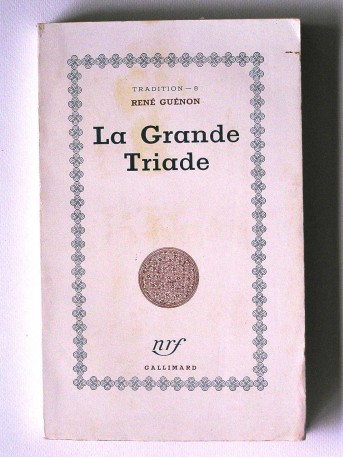 TRADITION — 8
RENÉ GUÉNON
La Grande
Triade
nrf
GALLIMARD